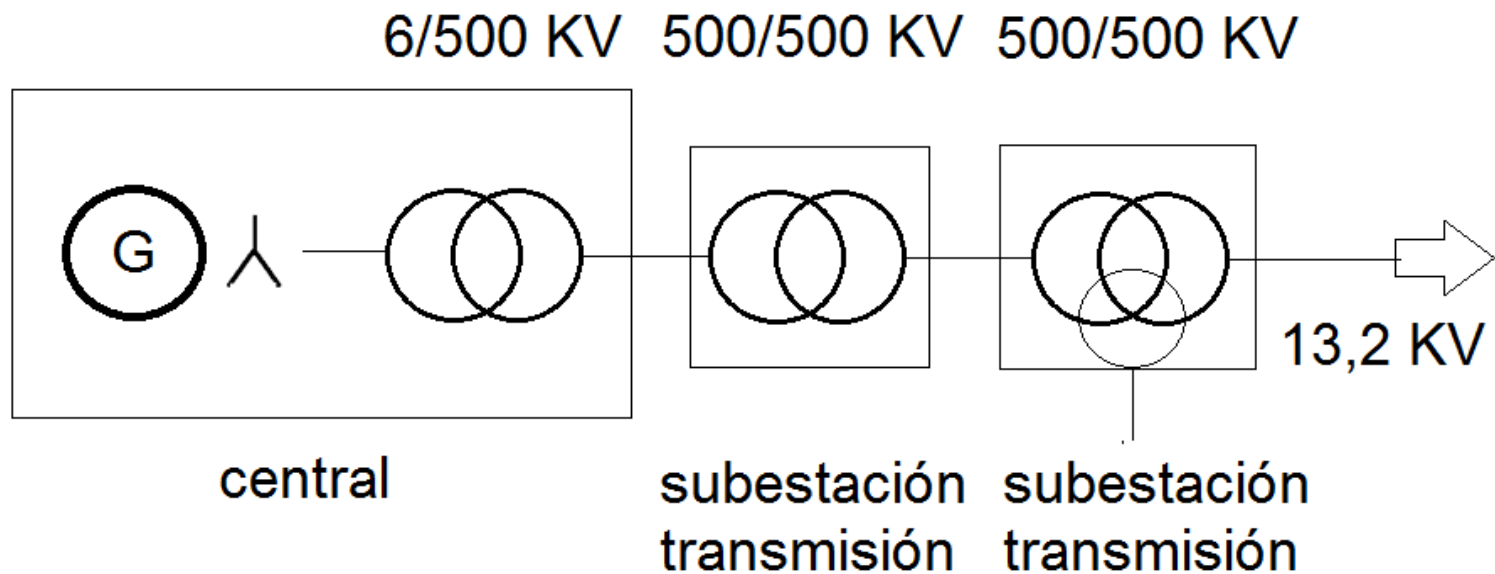 6/500 KV
500/500 KV
500/500 KV
G
13,2 KV
central
subestación
transmisión
subestación
transmisión